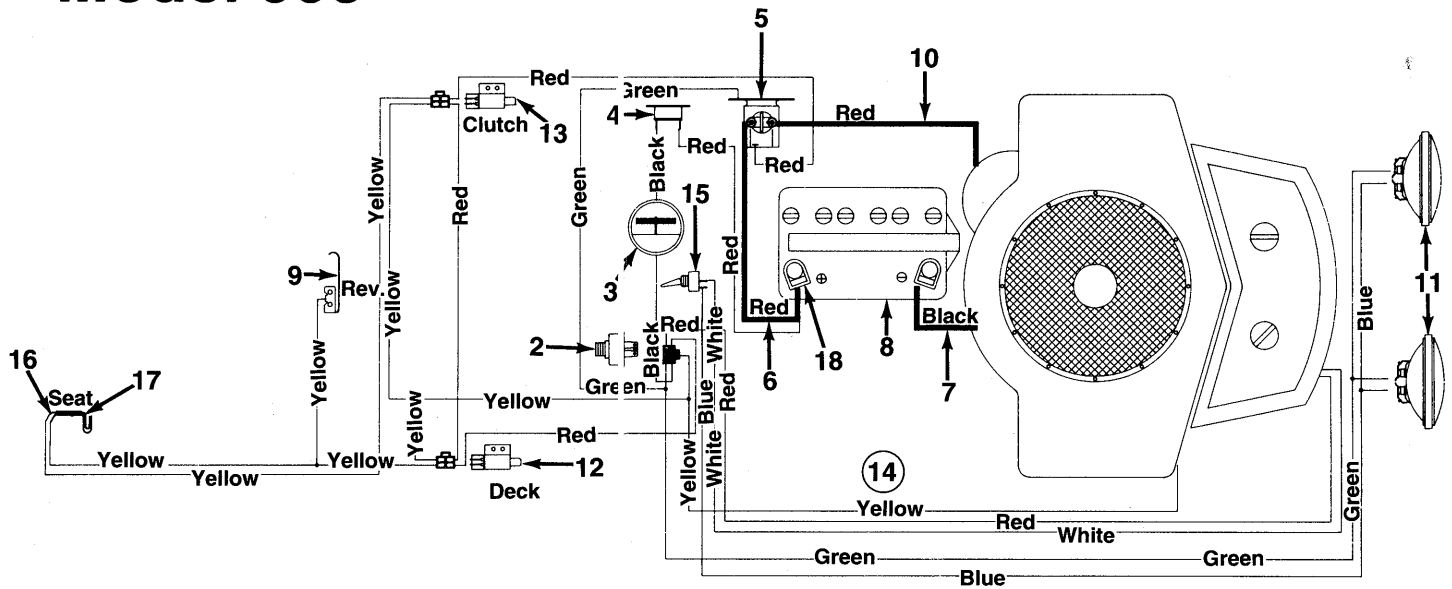 5
10
Red
Green
4
Red
Clutch
13
Red
Red
Black
Yellow
Green
Red
15
9
Rev.
Yellow
3
Red
White
Red
Black
Blue
11
2
Black
Red
6
18
8
7
16
Seat
17
Yellow
Yellow
Green
Blue
Red
Yellow
Red
Yellow
Yellow
Yellow
12
Deck
Yellow
White
14
Yellow
Red
White
Green
Green
Green
Blue